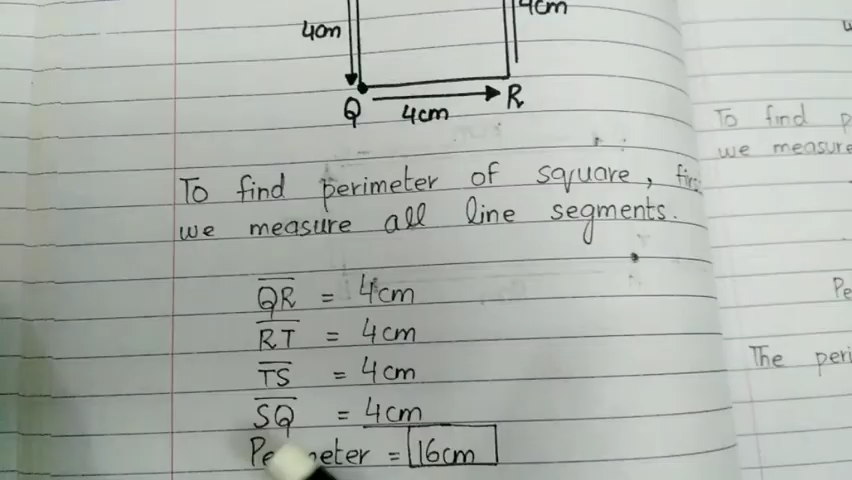 4cm
4cm
Q
4cm
R
To find perimeter of square,
we measure all line segments.
QR = 4cm
RT = 4cm
TS = 4cm
SQ = 4cm
= 16cm
To find
we measure
The